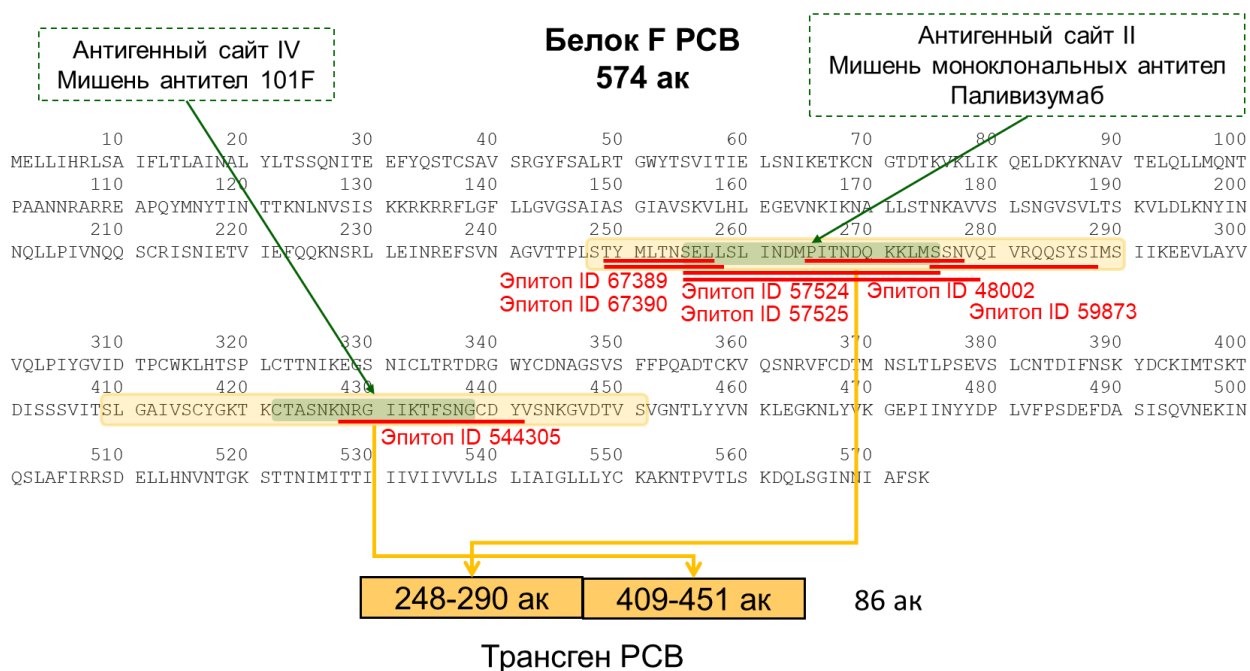 Антигенный сайт IV
Мишень антител 101F
Белок F РСВ
574 ак
Антигенный сайт II
Мишень моноклональных антител
Паливизумаб
10 20 30 40 50 60 70 80 90 100
MELLIHRLSA IFLTLAINAL YLTSSQNITE EFYQSTCSAV SRGYFSALRT GWYTSVITIE LSNIKETKCN GTDTKVKLIK QELDKYKNAV TELQLLMQNT
110 120 130 140 150 160 170 180 190 200
PAANNRARRE APQYMNYTIN TTKNLNVSIS KKRKRRFLGF LLGVGSAIAS GIAVSKVLHL EGEVNKIKNA LLSTNKAVVS LSNGVSVLTS KVLDLKNYIN
210 220 230 240 250 260 270 280 290 300
NQLLPIVNQQ SCRISNIETV IEFQQKNSRL LEINREFSVN AGVTTPLSTY MLTNSELLSL INDMPITNDQ KKLMSSNVQI VRQQSYSIMS IIKEEVLAYV
Эпитоп ID 67389 Эпитоп ID 57524 Эпитоп ID 48002
Эпитоп ID 67390 Эпитоп ID 57525 Эпитоп ID 59873
310 320 330 340 350 360 370 380 390 400
VQLPIYGVID TPCWKLHTSP LCTTNIKEGS NICLTRTDRG WYCDNAGSVS FFPQADTCKV QSNRVFCDTM NSLTLPSEVS LCNTDIFNSK YDCKIMTSKT
410 420 430 440 450 460 470 480 490 500
DISSSVITSL GAIVSCYGKT KCTASNKNRG IIKTFSNGCD YVSNKGVDTV SVGNTLYYVN KLEGKNLYVK GEPIINYYDP LVFPSDEFDA SISQVNEKIN
Эпитоп ID 544305
510 520 530 540 550 560 570
QSLAFIRRSD ELLHNVNTGK STTNIMITTI IIVIIVVLLS LIAIGLLLYC KAKNTPVTLS KDQLSGINNI AFSK
248-290 ак 409-451 ак 86 ак
Трансген РСВ